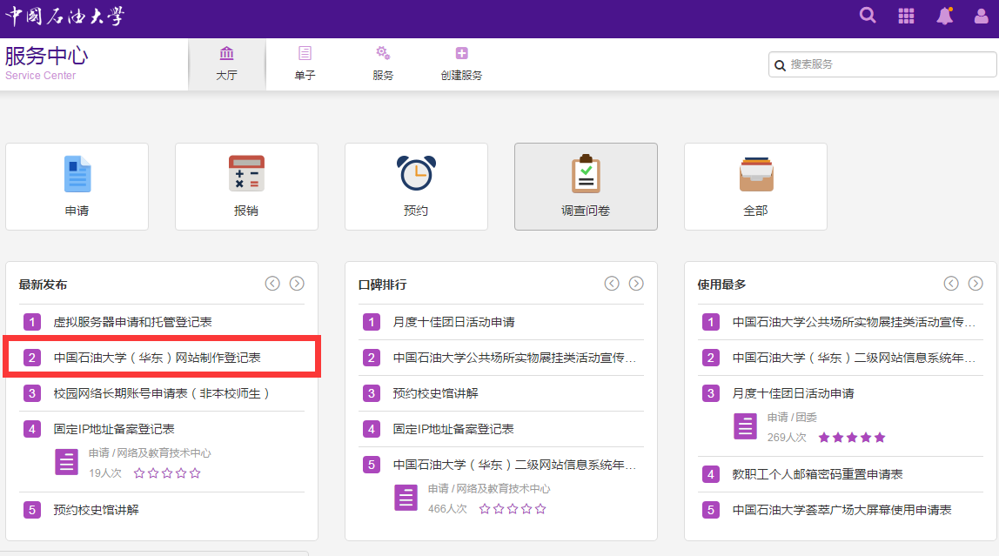 中國石油大学
服务中心
Service Center
大厅
单子
服务
创建服务
搜索服务
申请
报销
预约
调查问卷
全部
最新发布
1 虚拟服务器申请和托管登记表
2 中国石油大学（华东）网站制作登记表
3 校园网络长期账号申请表（非本校师生）
4 固定IP地址备案登记表
申请 / 网络及教育技术中心
19人次
5 预约校史馆讲解
口碑排行
1 月度十佳团日活动申请
2 中国石油大学公共场所实物展挂类活动宣传...
3 预约校史馆讲解
4 固定IP地址备案登记表
5 中国石油大学（华东）二级网站信息系统年...
申请 / 网络及教育技术中心
466人次
使用最多
1 中国石油大学公共场所实物展挂类活动宣传...
2 中国石油大学（华东）二级网站信息系统年...
3 月度十佳团日活动申请
申请 / 团委
269人次
4 教职工个人邮箱密码重置申请表
5 中国石油大学荟萃广场大屏幕使用申请表